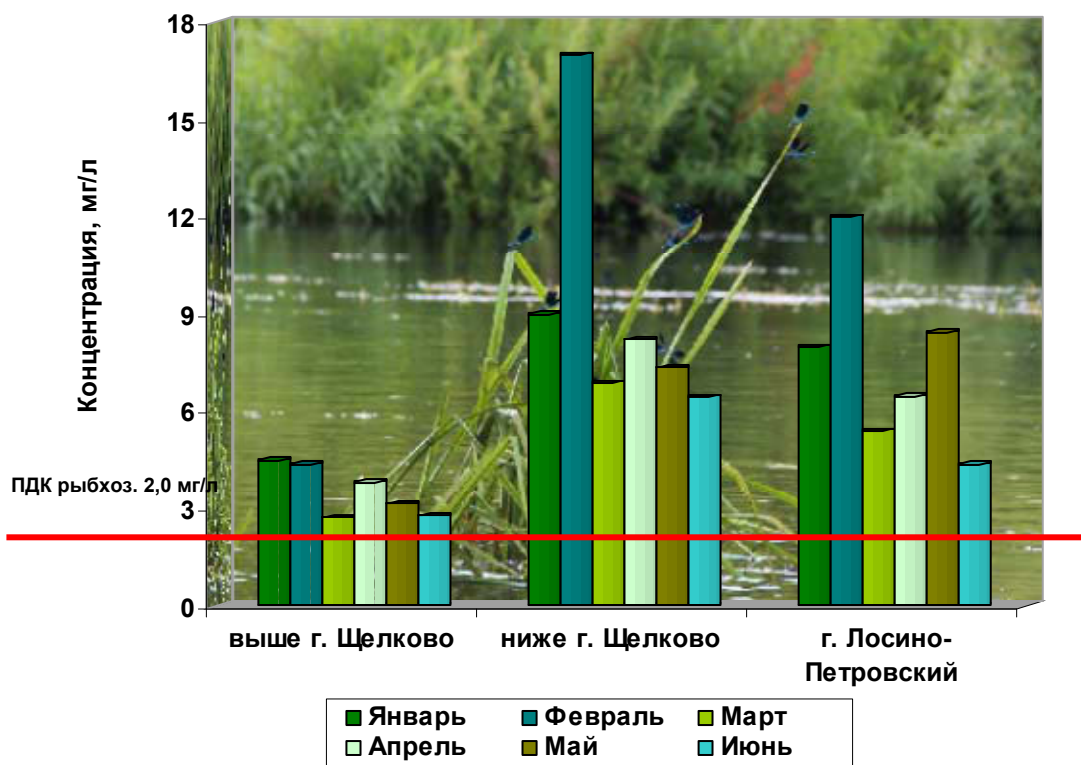 18
15
12
9
6
3
0
Концентрация, мг/л
ПДК рыбхоз. 2,0 мг/л
выше г. Щелково
ниже г. Щелково
г. Лосино-
Петровский
Январь Февраль Март
Апрель Май Июнь